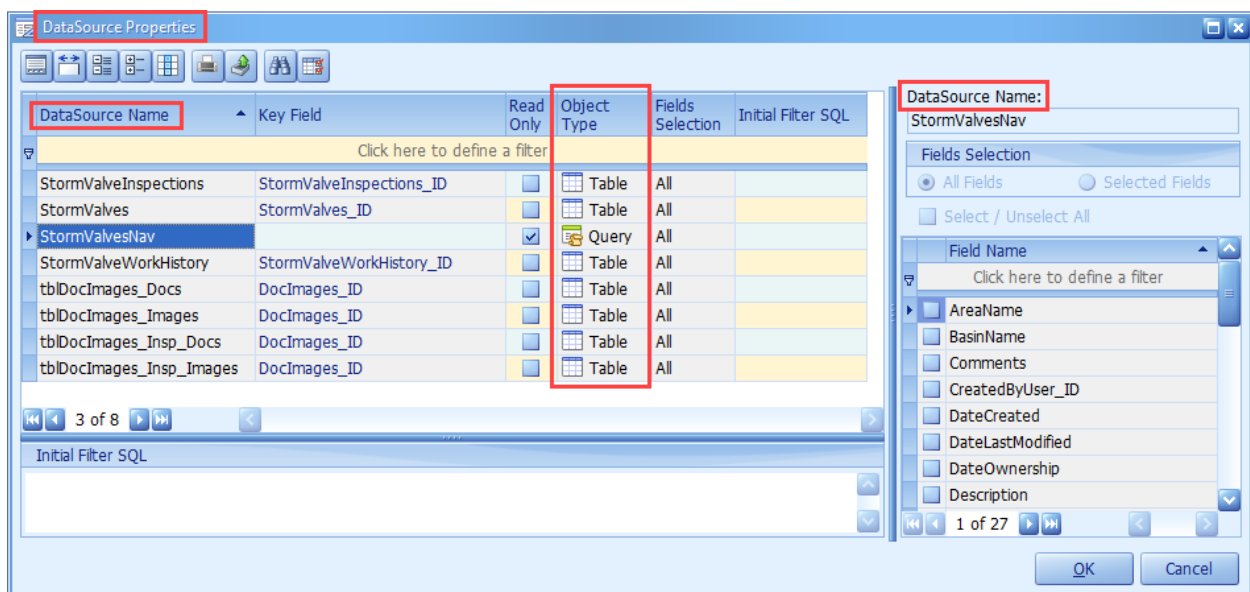 DataSource Properties
DataSource Name Key Field Read Only Object Type Fields Selection Initial Filter SQL
Click here to define a filter
StormValveInspections StormValveInspections_ID Table All
StormValves StormValves_ID Table All
StormValvesNav Query All
StormValveWorkHistory StormValveWorkHistory_ID Table All
tblDocImages_Docs DocImages_ID Table All
tblDocImages_Images DocImages_ID Table All
tblDocImages_Insp_Docs DocImages_ID Table All
tblDocImages_Insp_Images DocImages_ID Table All
3 of 8
Initial Filter SQL
DataSource Name:
StormValvesNav
Fields Selection
All Fields Selected Fields
Select / Unselect All
Field Name
Click here to define a filter
AreaName
BasinName
Comments
CreatedByUser_ID
DateCreated
DateLastModified
DateOwnership
Description
1 of 27
OK Cancel